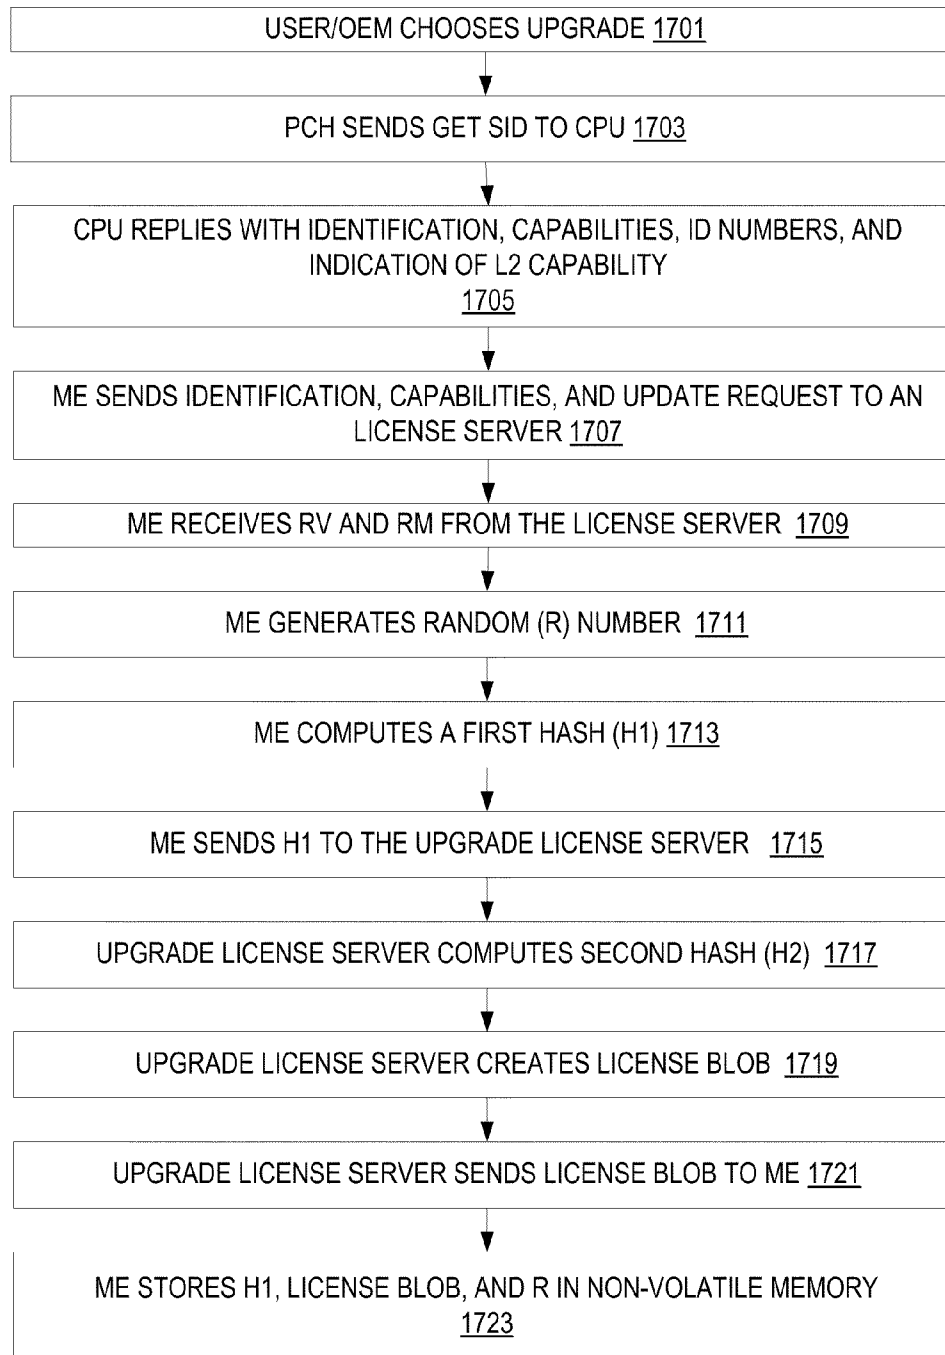 USER/OEM CHOOSES UPGRADE 1701
PCH SENDS GET SID TO CPU 1703
CPU REPLIES WITH IDENTIFICATION, CAPABILITIES, ID NUMBERS, AND
INDICATION OF L2 CAPABILITY
1705
ME SENDS IDENTIFICATION, CAPABILITIES, AND UPDATE REQUEST TO AN
LICENSE SERVER 1707
ME RECEIVES RV AND RM FROM THE LICENSE SERVER 1709
ME GENERATES RANDOM (R) NUMBER 1711
ME COMPUTES A FIRST HASH (H1) 1713
ME SENDS H1 TO THE UPGRADE LICENSE SERVER 1715
UPGRADE LICENSE SERVER COMPUTES SECOND HASH (H2) 1717
UPGRADE LICENSE SERVER CREATES LICENSE BLOB 1719
UPGRADE LICENSE SERVER SENDS LICENSE BLOB TO ME 1721
ME STORES H1, LICENSE BLOB, AND R IN NON-VOLATILE MEMORY
1723